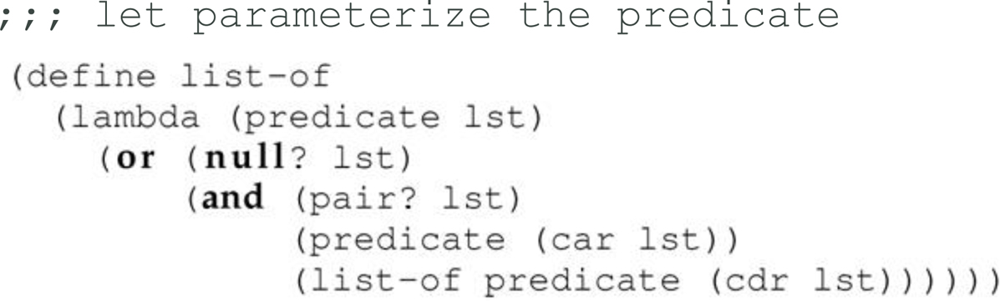 ;;; let parameterize the predicate
(define list-of
(lambda (predicate lst)
(or (null? lst)
(and (pair? lst)
(predicate (car lst))
(list-of predicate (cdr lst))))))